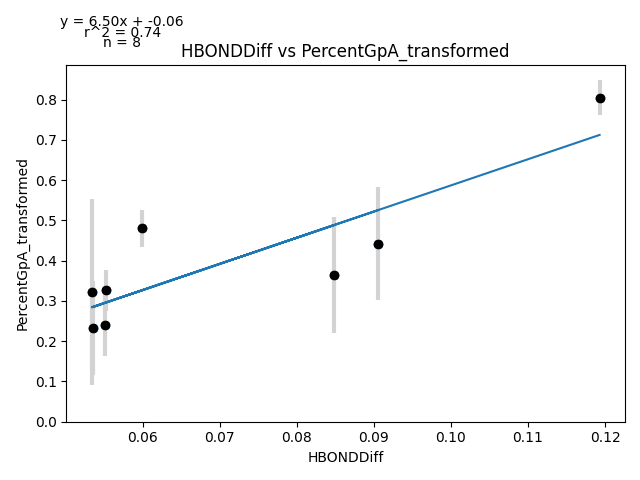 y = 6.50x + -0.06
r^2 = 0.74
n = 8
HBONDDiff vs PercentGpA_transformed
PercentGpA_transformed
0.8
0.7
0.6
0.5
0.4
0.3
0.2
0.1
0.0
0.06
0.07
0.08
0.09
0.10
0.11
0.12
HBONDDiff